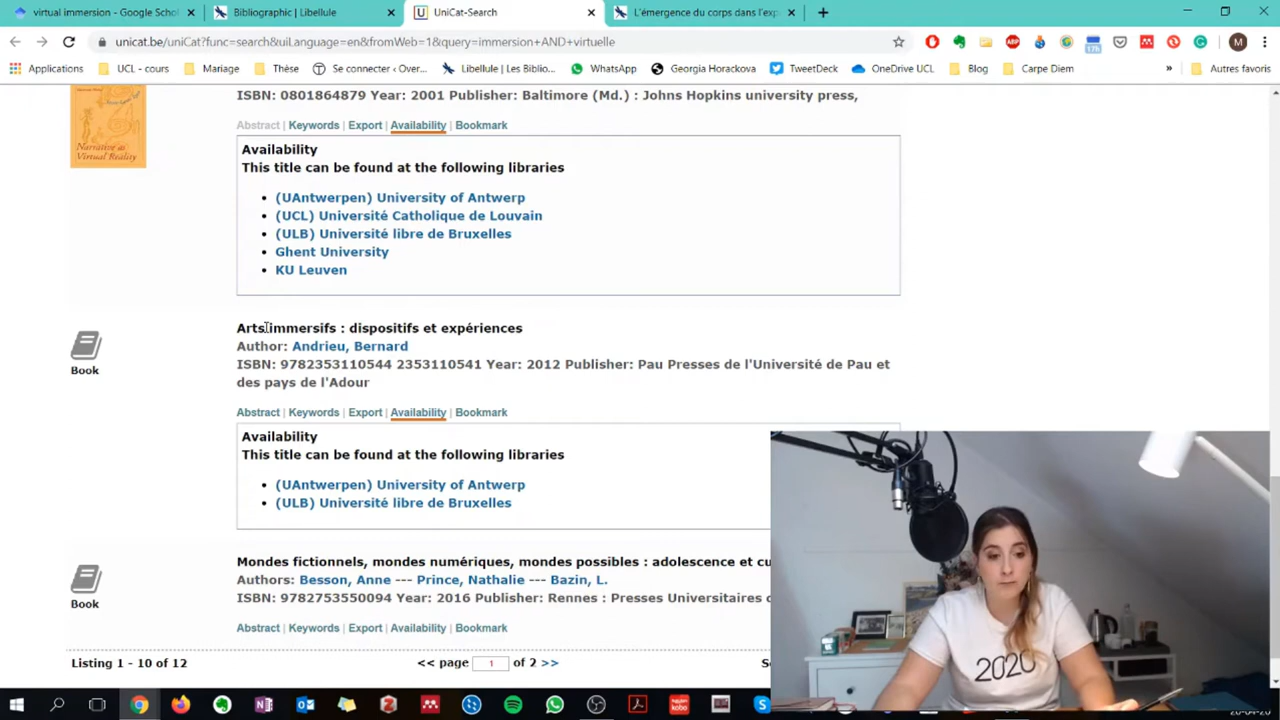 virtual immersion - Google Schol
Bibliographic | Libellule
UniCat-Search
L'émergence du corps dans l'exp
unicat.be/uniCat?func=search&uiLanguage=en&fromWeb=1&query=immersion+AND+virtuelle
Applications UCL - cours Mariage Thèse Se connecter ‹ Over... Libellule | Les Biblio... WhatsApp Georgia Horackova TweetDeck OneDrive UCL Blog Carpe Diem » Autres favoris
ISBN: 0801864879 Year: 2001 Publisher: Baltimore (Md.) : Johns Hopkins university press,
Narrative as
Virtual Reality
Abstract | Keywords | Export | Availability | Bookmark
Availability
This title can be found at the following libraries
(UAntwerpen) University of Antwerp
(UCL) Université Catholique de Louvain
(ULB) Université libre de Bruxelles
Ghent University
KU Leuven
Book
Arts immersifs : dispositifs et expériences
Author: Andrieu, Bernard
ISBN: 9782353110544 2353110541 Year: 2012 Publisher: Pau Presses de l'Université de Pau et
des pays de l'Adour
Abstract | Keywords | Export | Availability | Bookmark
Availability
This title can be found at the following libraries
(UAntwerpen) University of Antwerp
(ULB) Université libre de Bruxelles
Book
Mondes fictionnels, mondes numériques, mondes possibles : adolescence et cu
Authors: Besson, Anne --- Prince, Nathalie --- Bazin, L.
ISBN: 9782753550094 Year: 2016 Publisher: Rennes : Presses Universitaires d
Abstract | Keywords | Export | Availability | Bookmark
Listing 1 - 10 of 12
<< page 1 of 2 >>
2020